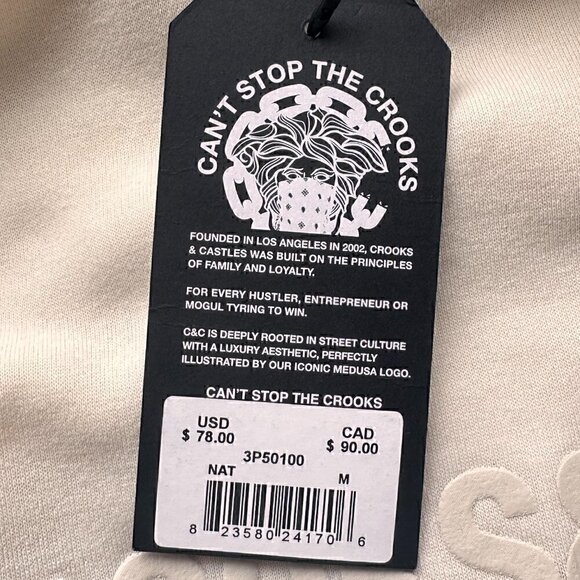 CAN'T STOP THE CROOKS
FOUNDED IN LOS ANGELES IN 2002, CROOKS
& CASTLES WAS BUILT ON THE PRINCIPLES
OF FAMILY AND LOYALTY.
FOR EVERY HUSTLER, ENTREPRENEUR OR
MOGUL TYRING TO WIN.
C&C IS DEEPLY ROOTED IN STREET CULTURE
WITH A LUXURY AESTHETIC, PERFECTLY
ILLUSTRATED BY OUR ICONIC MEDUSA LOGO.
CAN'T STOP THE CROOKS
USD CAD
$ 78.00 $ 90.00
3P50100
NAT M
8 23580 24170 6